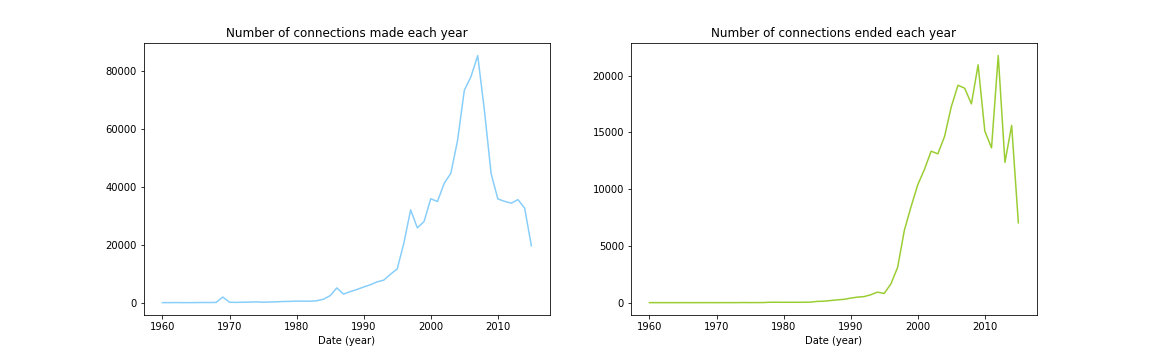 Number of connections made each year
80000
60000
40000
20000
0
1960 1970 1980 1990 2000 2010
Date (year)
Number of connections ended each year
20000
15000
10000
5000
0
1960 1970 1980 1990 2000 2010
Date (year)